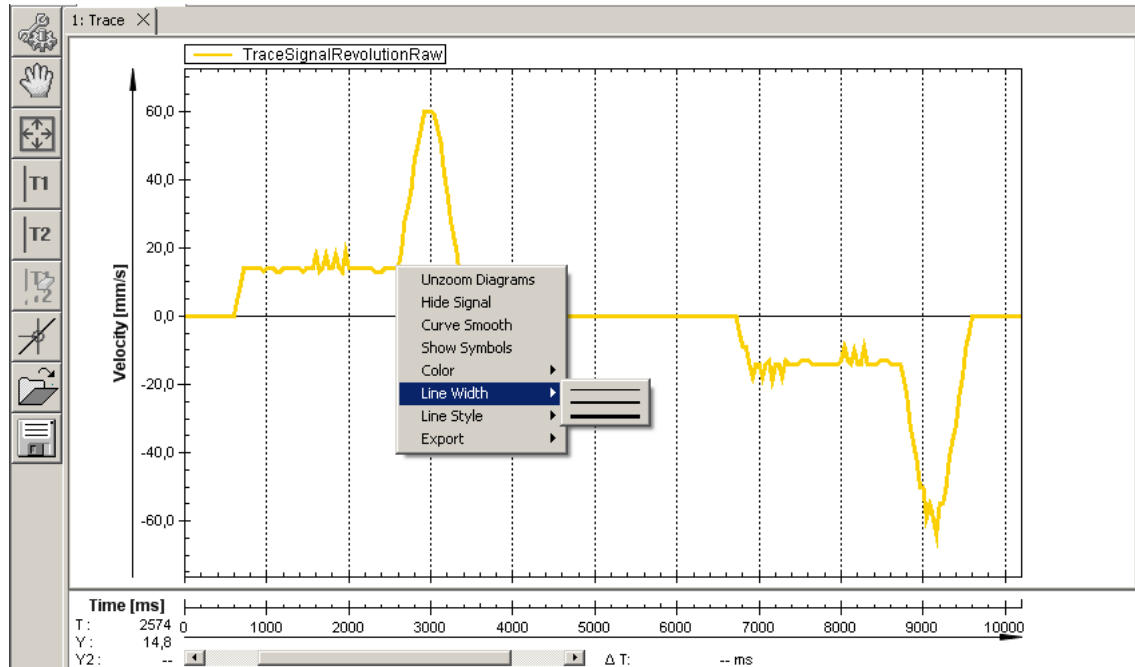 1: Trace
TraceSignalRevolutionRaw
Velocity [mm/s]
60,0
40,0
20,0
0,0
-20,0
-40,0
-60,0
T1
T2
Unzoom Diagrams
Hide Signal
Curve Smooth
Show Symbols
Color
Line Width
Line Style
Export
Time [ms]
0 1000 2000 3000 4000 5000 6000 7000 8000 9000 10000
T: 2574
Y: 14,8
Y2: --
Δ T: -- ms